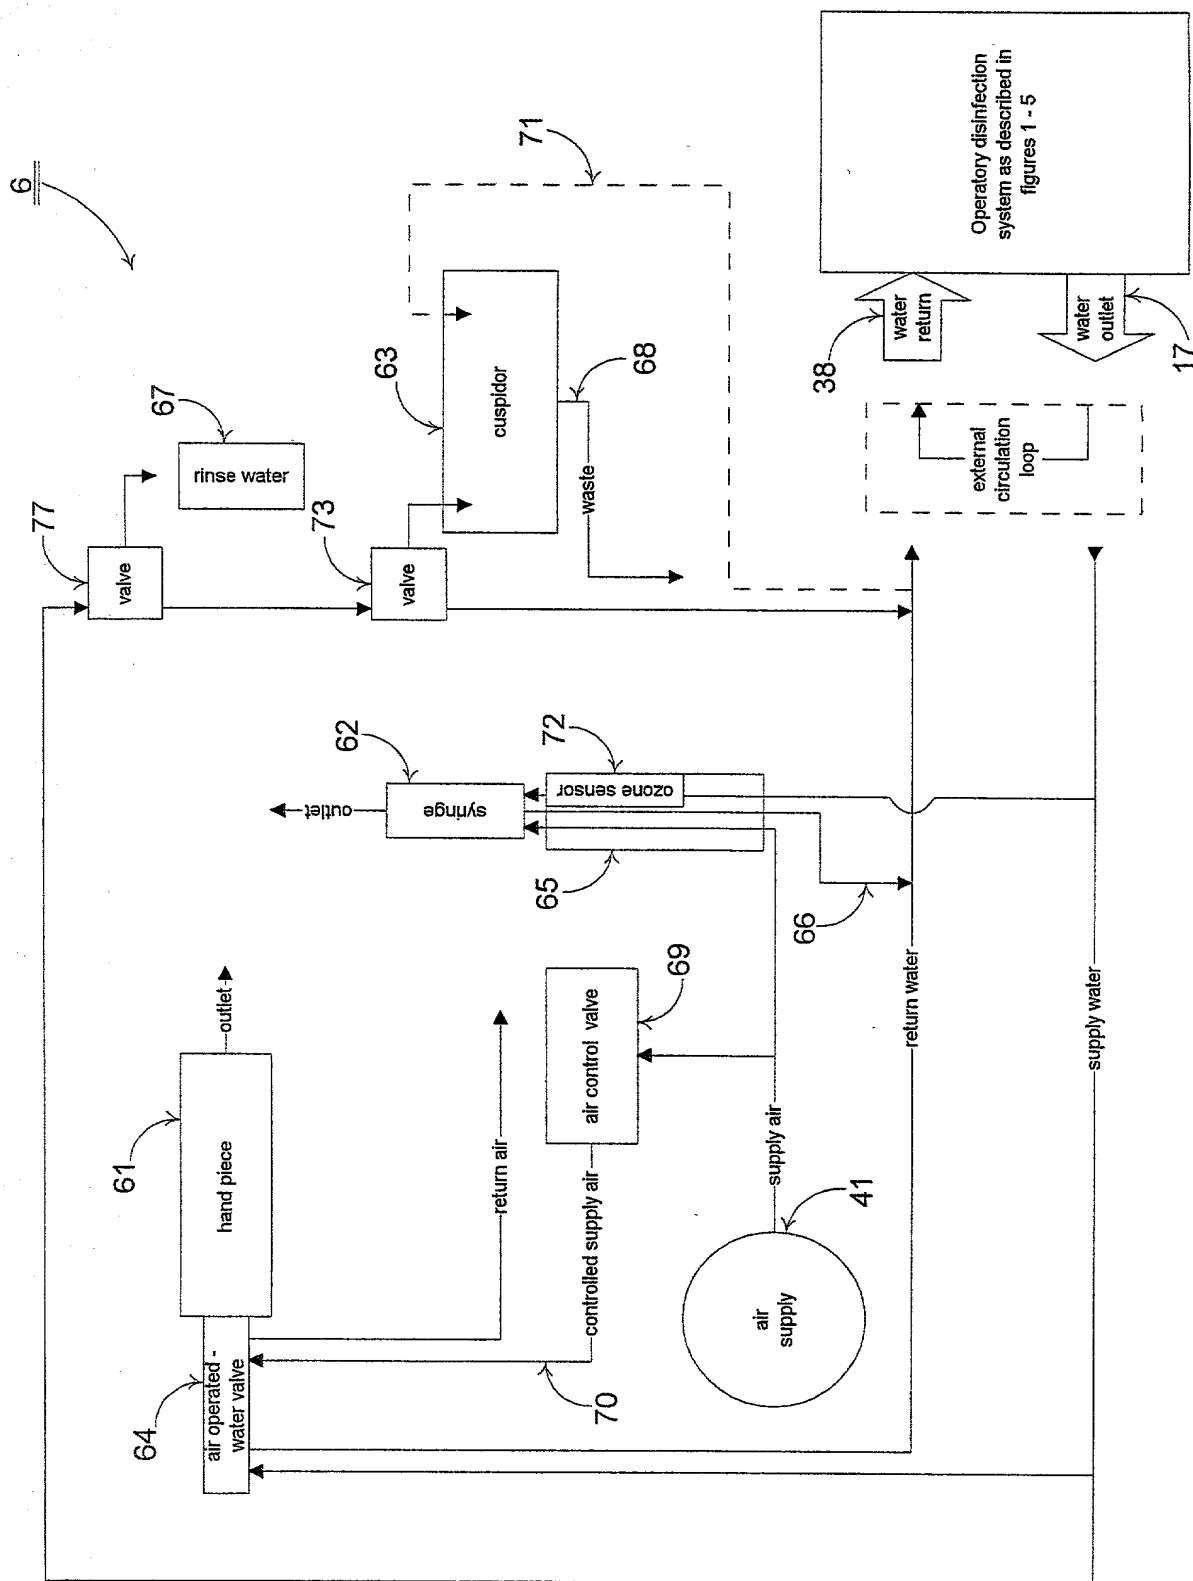 6
77
valve
67
rinse water
73
valve
63
cuspidor
68
waste
71
Operatory disinfection
system as described in
figures 1 - 5
38
water
return
water
outlet
17
external
circulation
loop
62
outlet
syringe
72
ozone sensor
65
66
61
hand piece
outlet
64
air operated -
water valve
return air
69
air control valve
controlled supply air
70
supply air
41
air
supply
return water
supply water